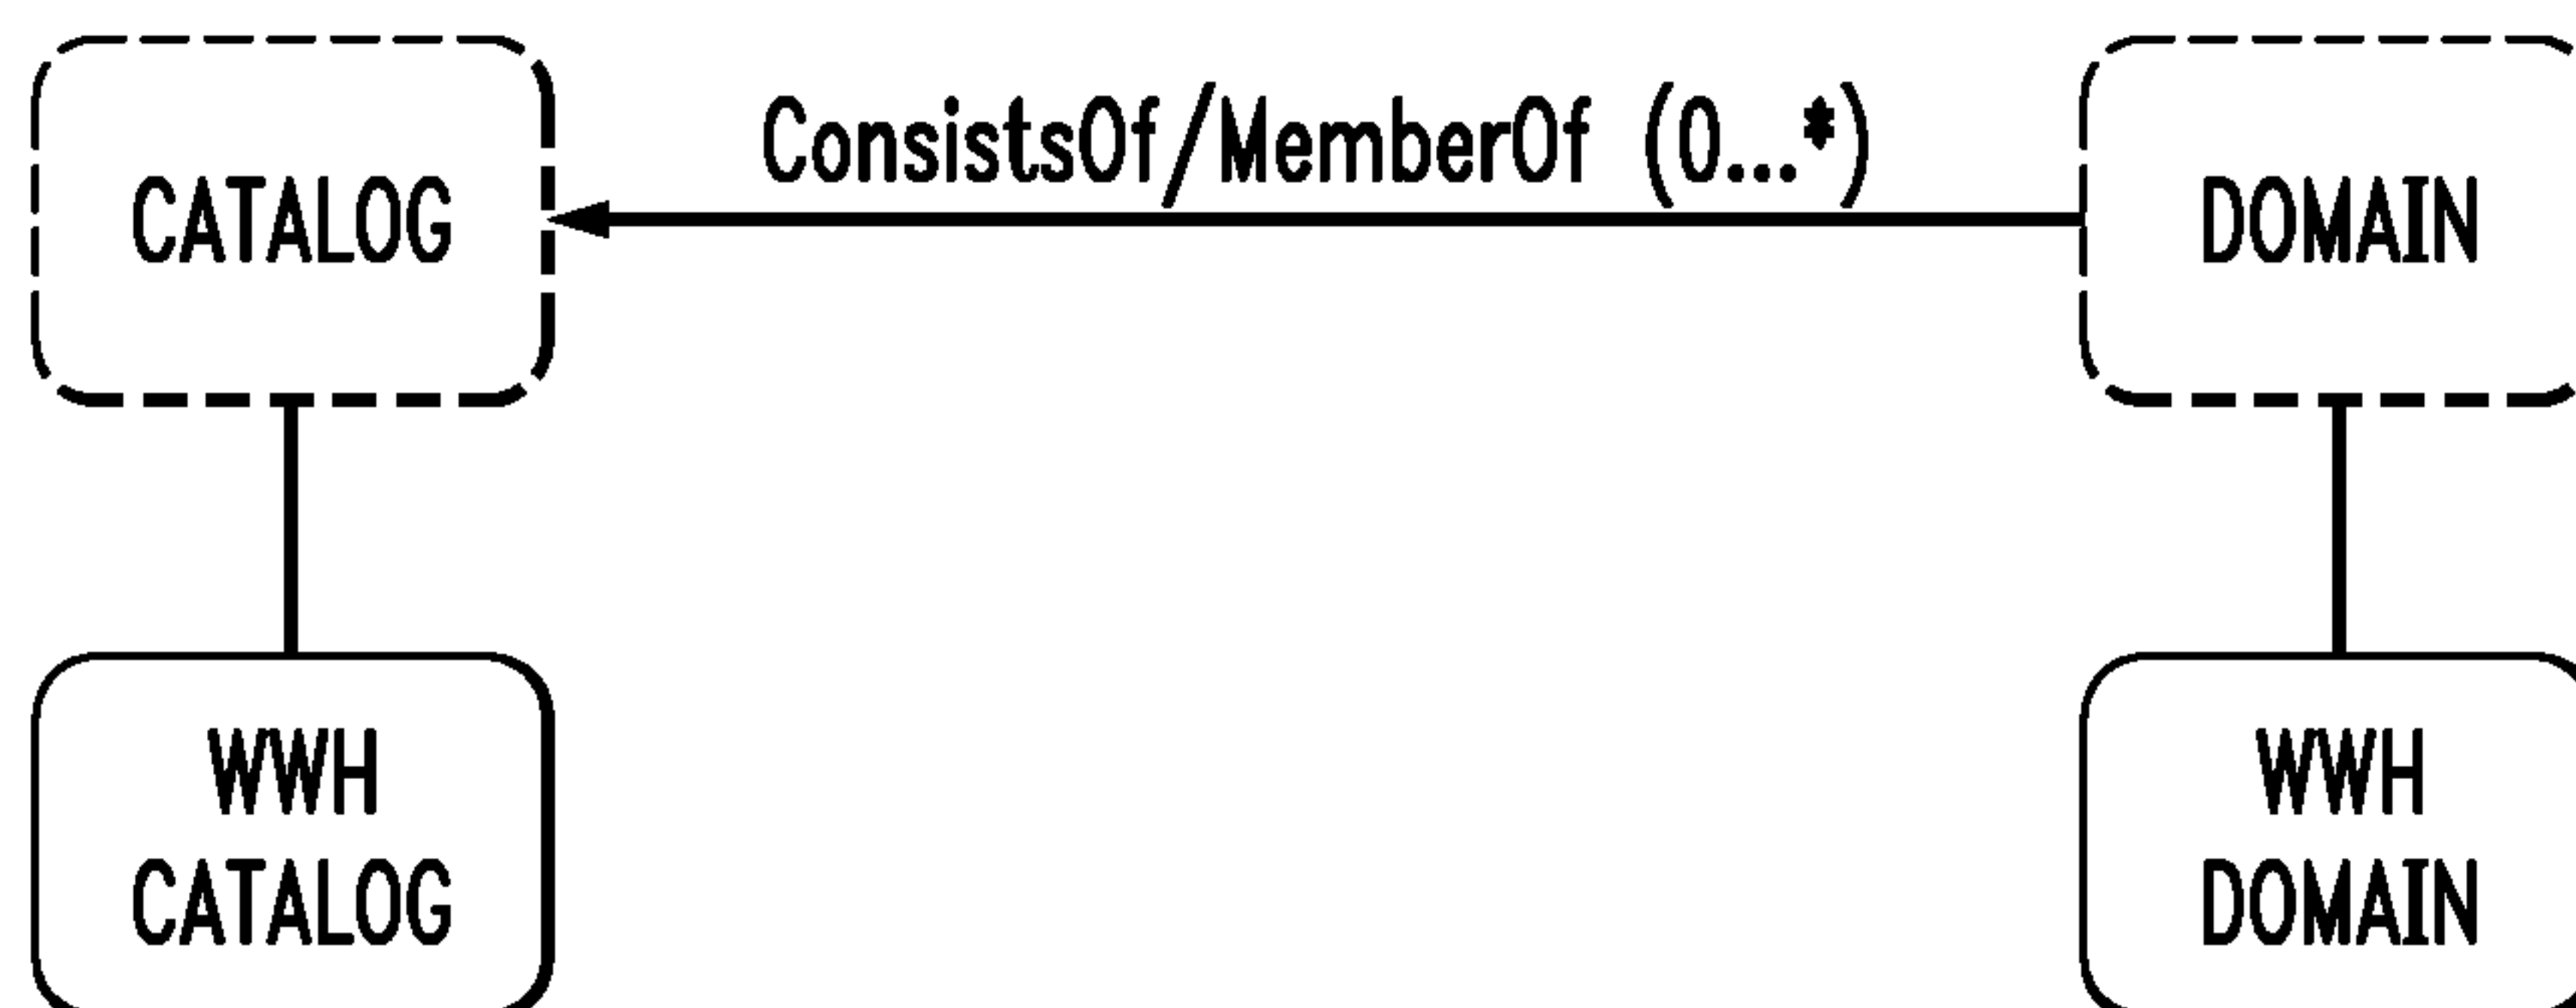 ConsistsOf/MemberOf (0...*)
CATALOG
DOMAIN
WWH
CATALOG
WWH
DOMAIN